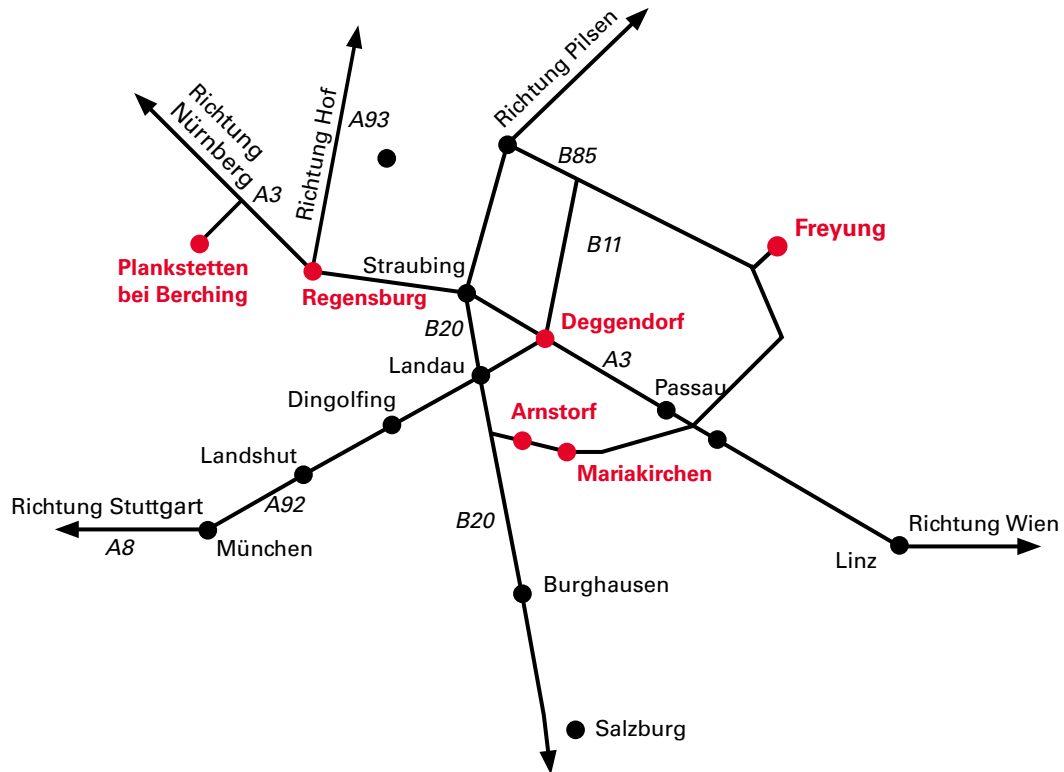 Richtung Pilsen
Richtung
Nürnberg
Richtung Hof
A93
B85
A3
Freyung
B11
Plankstetten
bei Berching
Straubing
Regensburg
B20
Deggendorf
Landau
A3
Passau
Dingolfing
Arnstorf
Landshut
Mariakirchen
Richtung Stuttgart
A92
B20
Richtung Wien
A8
München
Linz
Burghausen
Salzburg